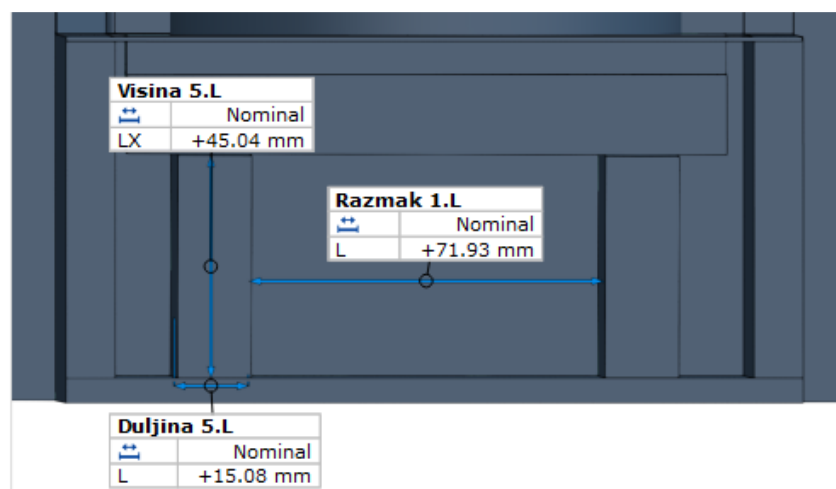 Visina 5.L
Nominal
LX +45.04 mm
Razmak 1.L
Nominal
L +71.93 mm
Duljina 5.L
Nominal
L +15.08 mm